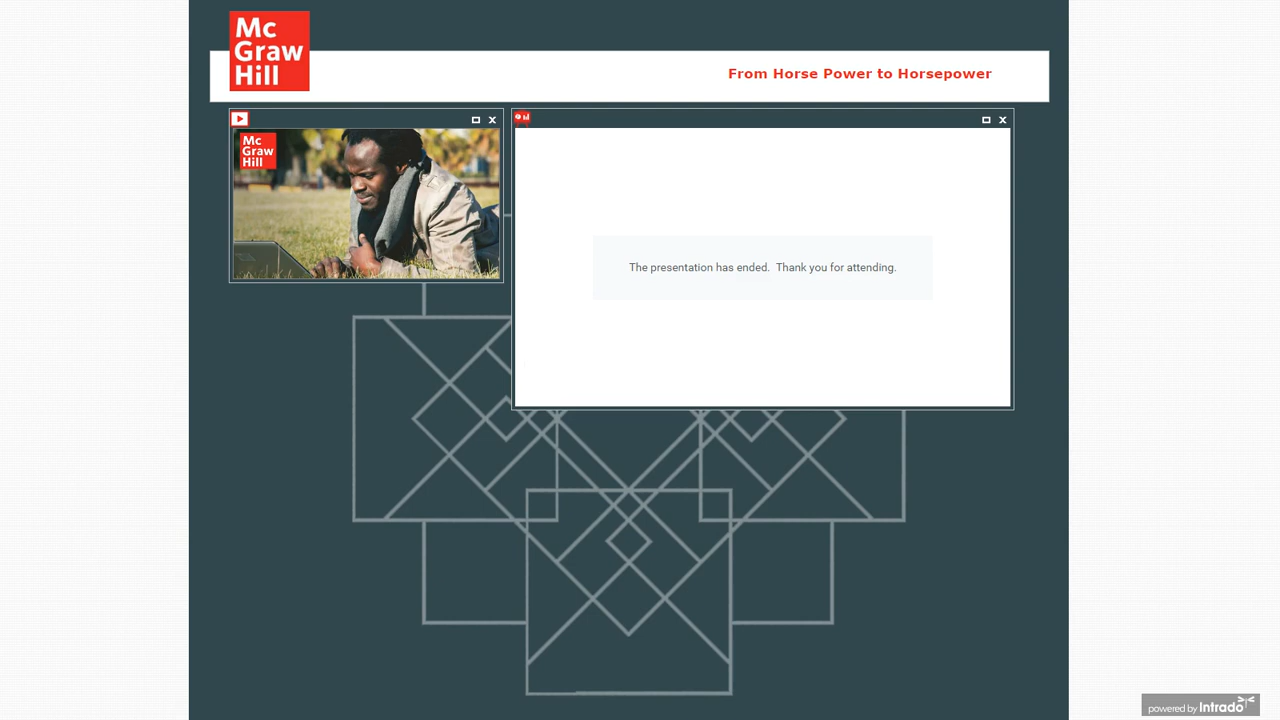 Mc
Graw
Hill
From Horse Power to Horsepower
Mc
Graw
Hill
The presentation has ended.  Thank you for attending.
powered by Intrado